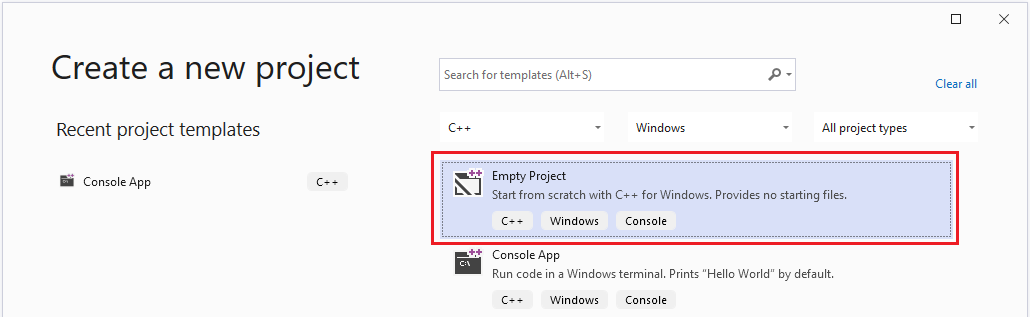 Create a new project
Search for templates (Alt+S)
Clear all
Recent project templates
C++
Windows
All project types
Console App
C++
Empty Project
Start from scratch with C++ for Windows. Provides no starting files.
C++ Windows Console
Console App
C:\
Run code in a Windows terminal. Prints "Hello World" by default.
C++ Windows Console